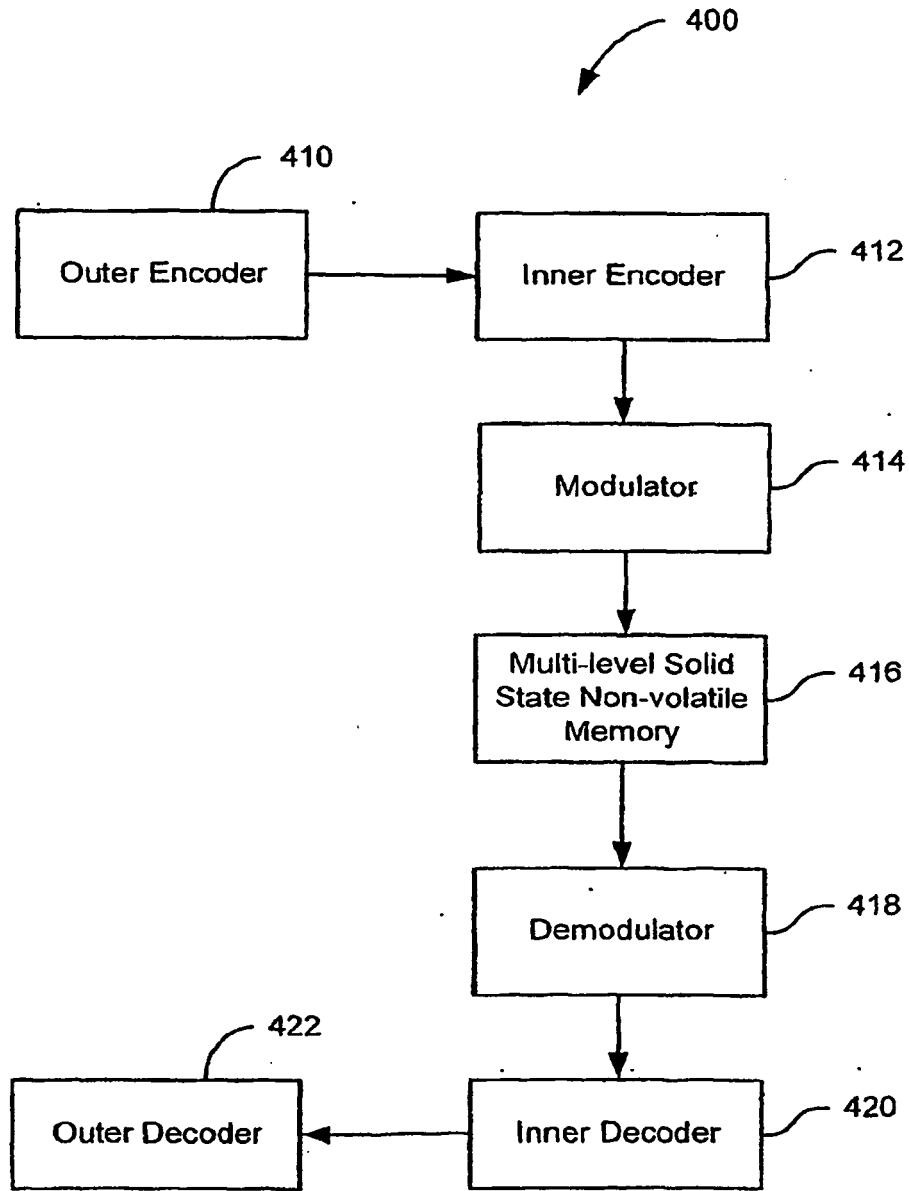 400
410
Outer Encoder
Inner Encoder
412
Modulator
414
Multi-level Solid
State Non-volatile
Memory
416
Demodulator
418
422
Outer Decoder
Inner Decoder
420